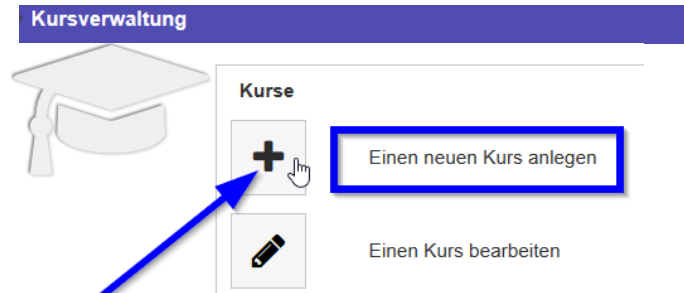 Kursverwaltung
Kurse
Einen neuen Kurs anlegen
Einen Kurs bearbeiten